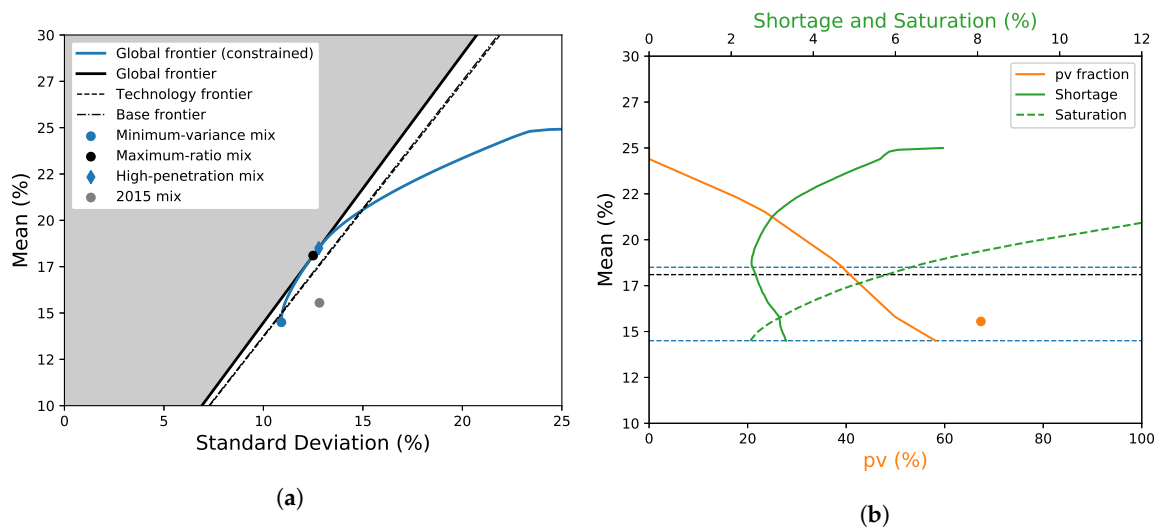 30
27
25
22
20
17
15
12
10
Mean (%)
Global frontier (constrained)
Global frontier
Technology frontier
Base frontier
Minimum-variance mix
Maximum-ratio mix
High-penetration mix
2015 mix
0 5 10 15 20 25
Standard Deviation (%)
(a)
Shortage and Saturation (%)
0 2 4 6 8 10 12
30
27
25
22
20
17
15
12
10
Mean (%)
pv fraction
Shortage
Saturation
0 20 40 60 80 100
pv (%)
(b)